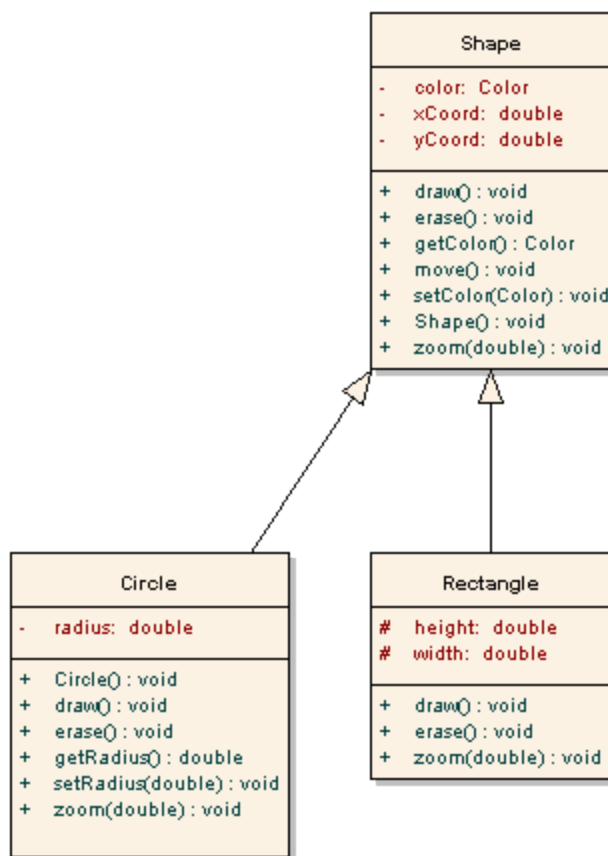 Shape
- color: Color
- xCoord: double
- yCoord: double
+ draw() : void
+ erase() : void
+ getColor() : Color
+ move() : void
+ setColor(Color) : void
+ Shape() : void
+ zoom(double) : void
Circle
- radius: double
+ Circle() : void
+ draw() : void
+ erase() : void
+ getRadius() : double
+ setRadius(double) : void
+ zoom(double) : void
Rectangle
# height: double
# width: double
+ draw() : void
+ erase() : void
+ zoom(double) : void